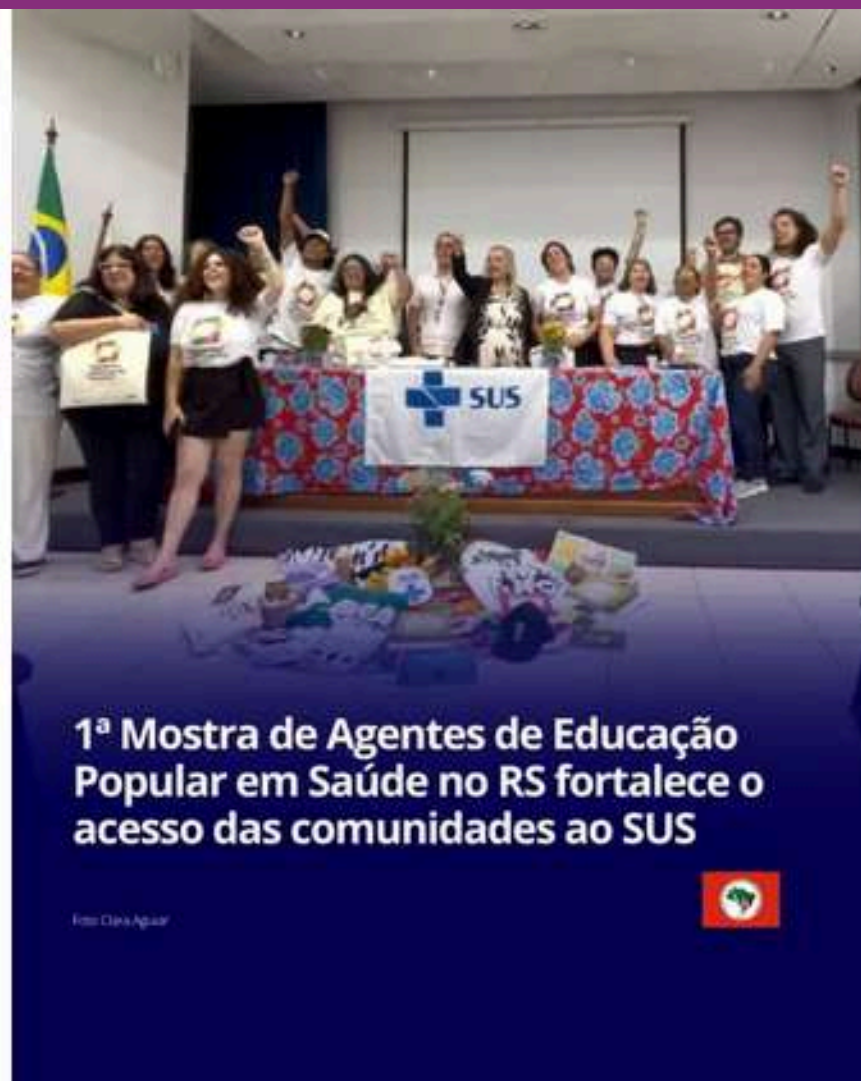 SUS
1ª Mostra de Agentes de Educação
Popular em Saúde no RS fortalece o
acesso das comunidades ao SUS
Foto Clara Aguiar